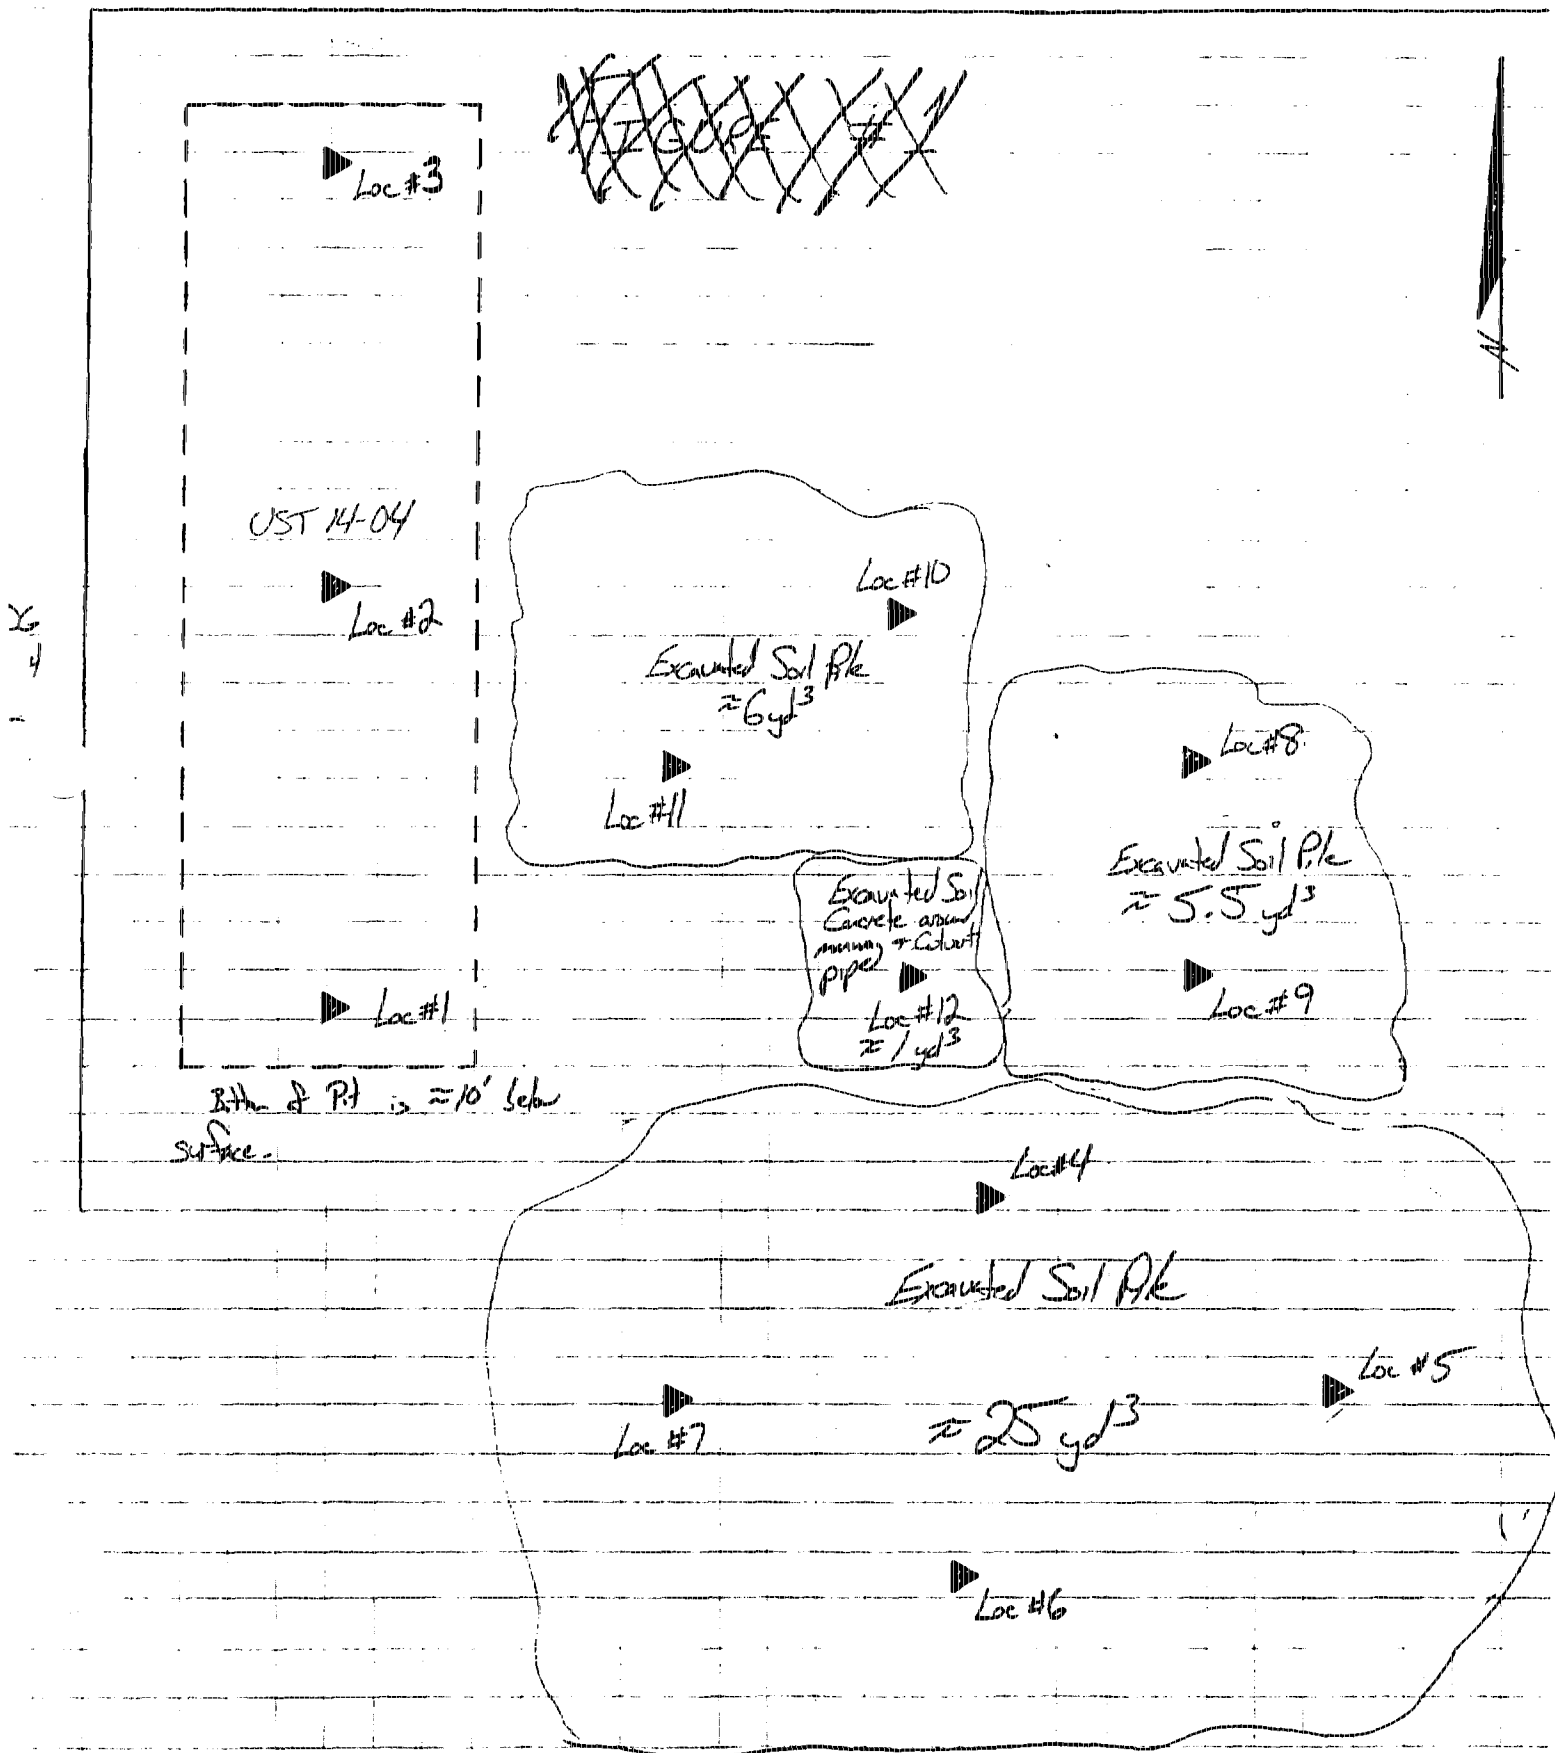 FIGURE #1
Loc #3
N
UST 14-04
Loc #2
Loc #10
Excavated Soil Pile
≈ 6 yd³
Loc #11
Loc #8
Excavated Soil Pile
≈ 5.5 yd³
Loc #9
Excavated Soil
Concrete around
+ Culvert
pipe)
Loc #12
≈ 1 yd³
Loc #1
Bottom of Pit is ≈ 10' below
surface.
Loc #4
Excavated Soil Pile
Loc #5
≈ 25 yd³
Loc #7
Loc #6